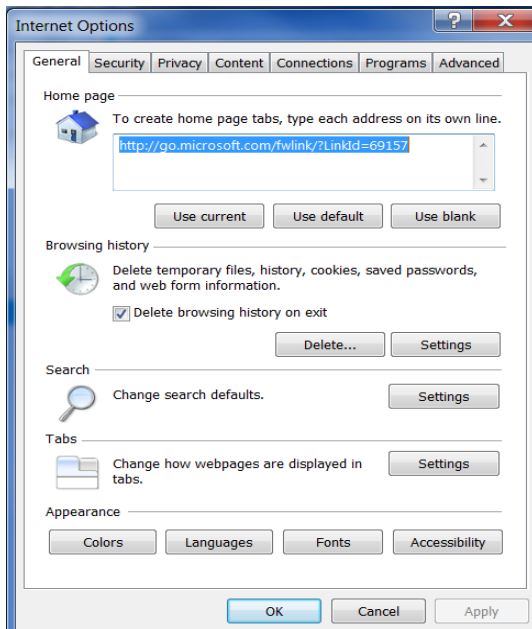 Internet Options
General Security Privacy Content Connections Programs Advanced
Home page
To create home page tabs, type each address on its own line.
http://go.microsoft.com/fwlink/?LinkId=69157
Use current Use default Use blank
Browsing history
Delete temporary files, history, cookies, saved passwords,
and web form information.
Delete browsing history on exit
Delete... Settings
Search
Change search defaults. Settings
Tabs
Change how webpages are displayed in Settings
tabs.
Appearance
Colors Languages Fonts Accessibility
OK Cancel Apply